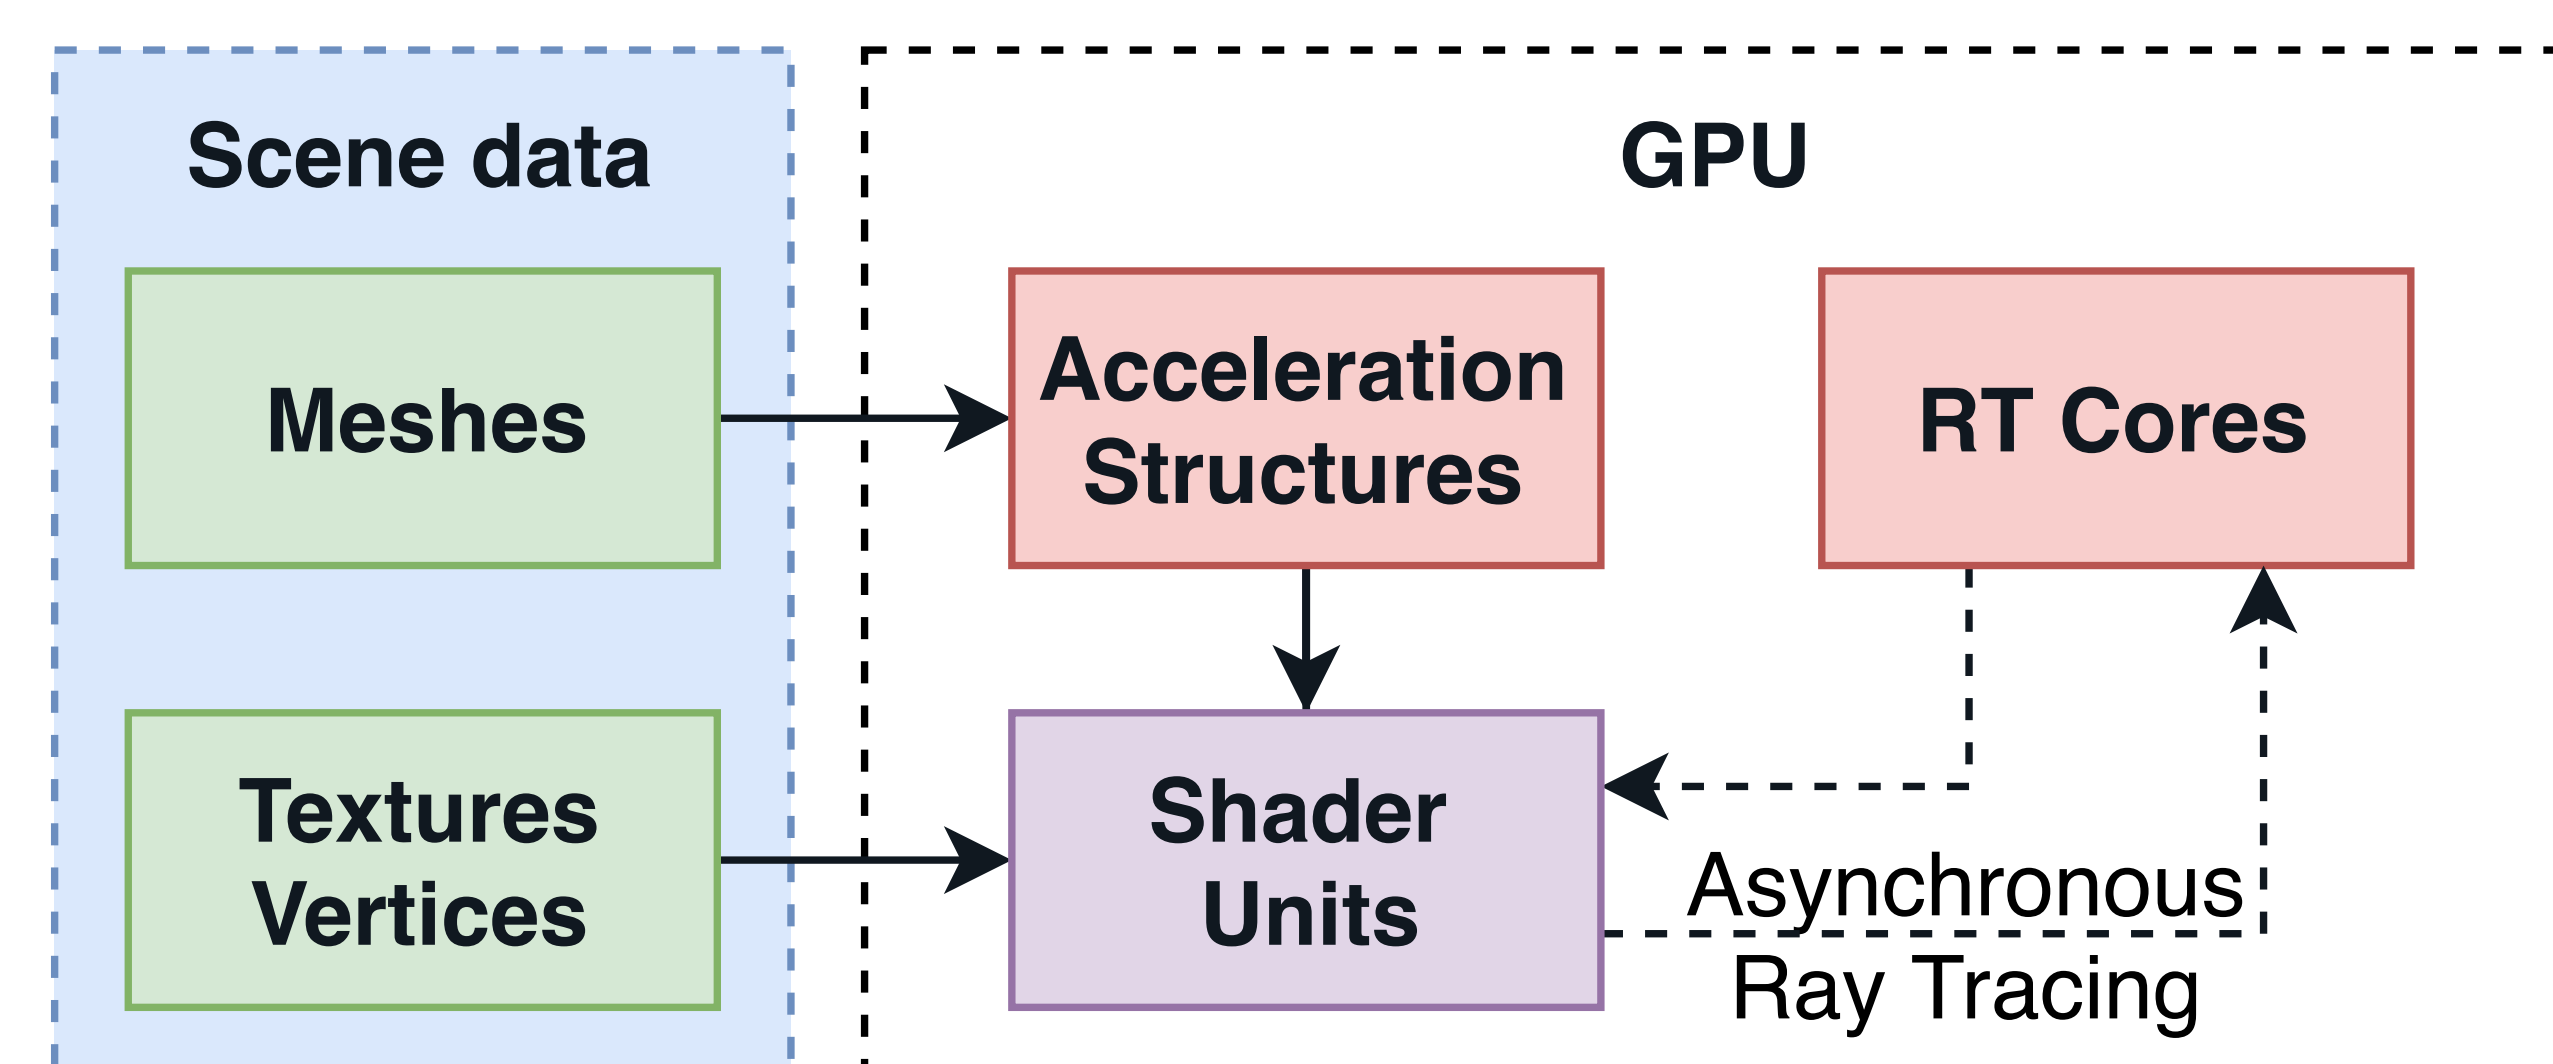 Scene data
GPU
Meshes
Acceleration
Structures
RT Cores
Textures
Vertices
Shader
Units
Asynchronous
Ray Tracing